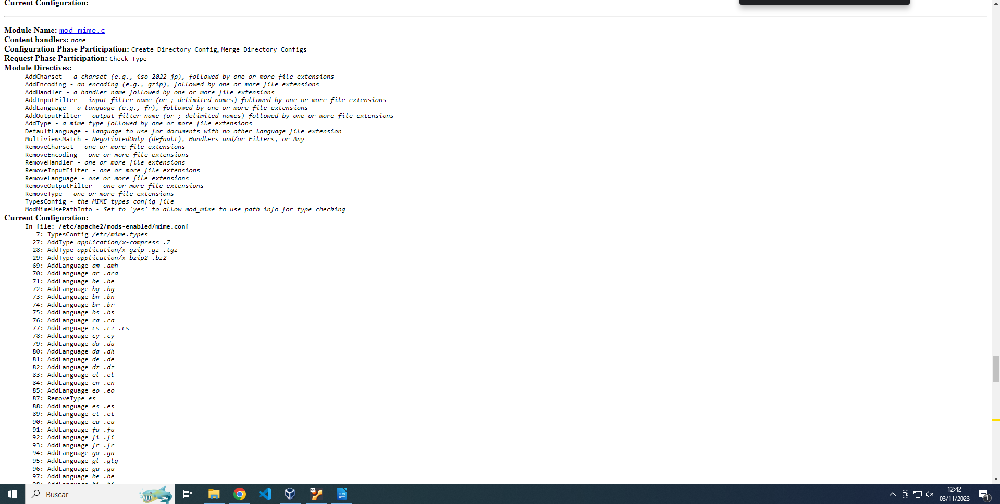 Current Configuration:
Module Name: mod_mime.c
Content handlers: none
Configuration Phase Participation: Create Directory Config, Merge Directory Configs
Request Phase Participation: Check Type
Module Directives:
AddCharset - a charset (e.g., iso-2022-jp), followed by one or more file extensions
AddEncoding - an encoding (e.g., gzip), followed by one or more file extensions
AddHandler - a handler name followed by one or more file extensions
AddInputFilter - input filter name (or ; delimited names) followed by one or more file extensions
AddLanguage - a language (e.g., fr), followed by one or more file extensions
AddOutputFilter - output filter name (or ; delimited names) followed by one or more file extensions
AddType - a mime type followed by one or more file extensions
DefaultLanguage - language to use for documents with no other language file extension
MultiviewsMatch - NegotiatedOnly (default), Handlers and/or Filters, or Any
RemoveCharset - one or more file extensions
RemoveEncoding - one or more file extensions
RemoveHandler - one or more file extensions
RemoveInputFilter - one or more file extensions
RemoveLanguage - one or more file extensions
RemoveOutputFilter - one or more file extensions
RemoveType - one or more file extensions
TypesConfig - the MIME types config file
ModMimeUsePathInfo - Set to 'yes' to allow mod_mime to use path info for type checking
Current Configuration:
In file: /etc/apache2/mods-enabled/mime.conf
7: TypesConfig /etc/mime.types
27: AddType application/x-compress .Z
28: AddType application/x-gzip .gz .tgz
29: AddType application/x-bzip2 .bz2
69: AddLanguage am .amh
70: AddLanguage ar .ara
71: AddLanguage be .be
72: AddLanguage bg .bg
73: AddLanguage bn .bn
74: AddLanguage br .br
75: AddLanguage bs .bs
76: AddLanguage ca .ca
77: AddLanguage cs .cz .cs
78: AddLanguage cy .cy
79: AddLanguage da .da
80: AddLanguage da .dk
81: AddLanguage de .de
82: AddLanguage dz .dz
83: AddLanguage el .el
84: AddLanguage en .en
85: AddLanguage eo .eo
87: RemoveType es
88: AddLanguage es .es
89: AddLanguage et .et
90: AddLanguage eu .eu
91: AddLanguage fa .fa
92: AddLanguage fi .fi
93: AddLanguage fr .fr
94: AddLanguage ga .ga
95: AddLanguage gl .glg
96: AddLanguage gu .gu
97: AddLanguage he .he
Buscar
12:42
03/11/2023
1